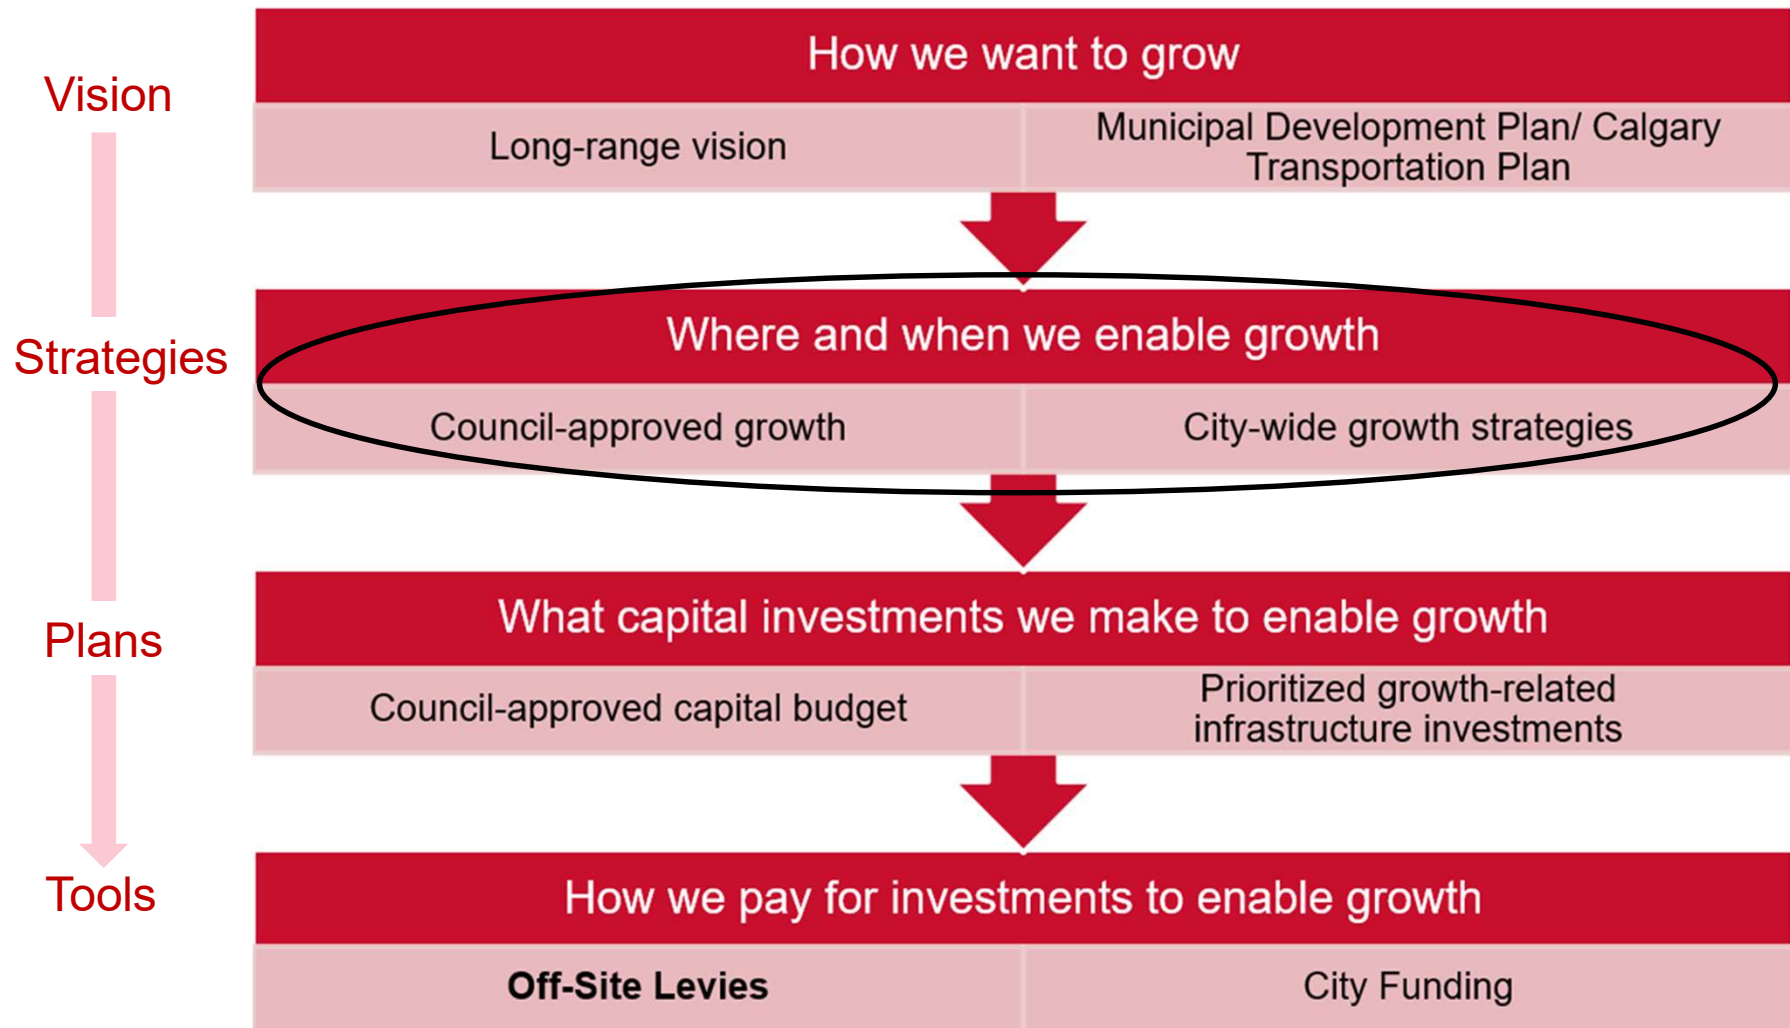 How we want to grow
Vision
Long-range vision
Municipal Development Plan/ Calgary
Transportation Plan
Where and when we enable growth
Strategies
Council-approved growth
City-wide growth strategies
What capital investments we make to enable growth
Plans
Council-approved capital budget
Prioritized growth-related
infrastructure investments
How we pay for investments to enable growth
Tools
Off-Site Levies
City Funding